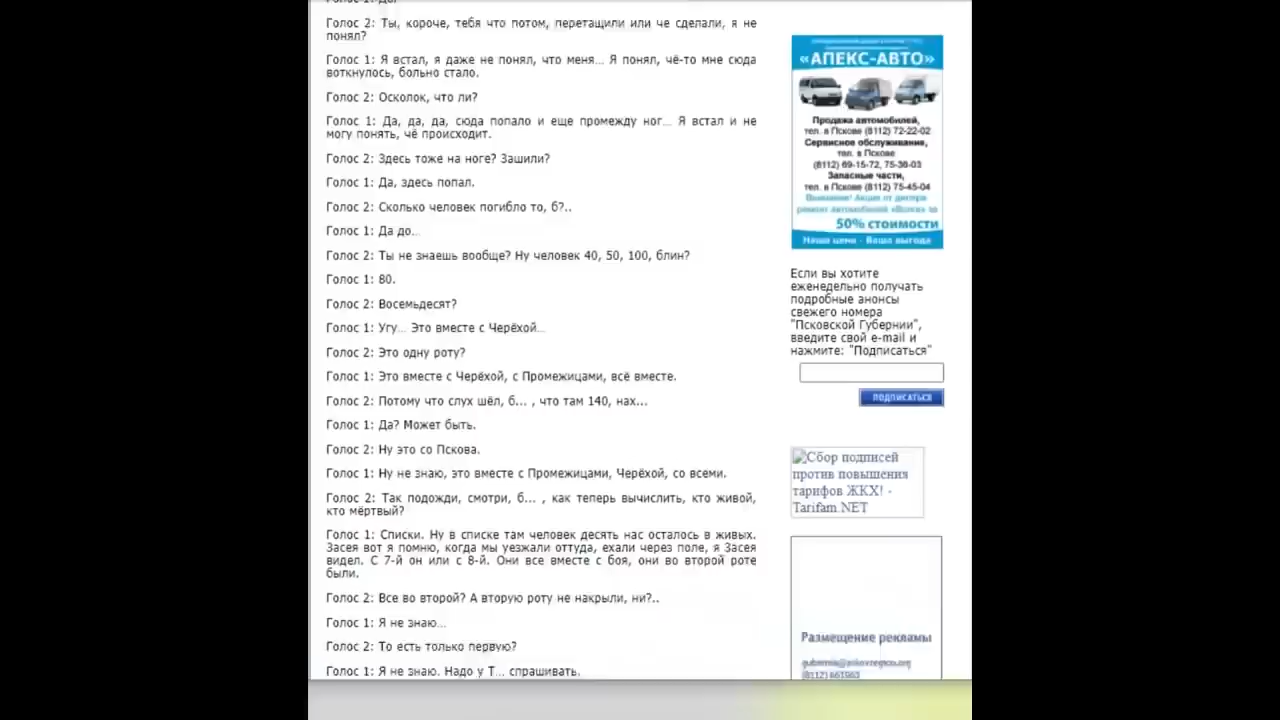 Голос 2: Ты, короче, тебя что потом, перетащили или че сделали, я не
понял?
Голос 1: Я встал, я даже не понял, что меня... Я понял, чё-то мне сюда
воткнулось, больно стало.
Голос 2: Осколок, что ли?
Голос 1: Да, да, да, сюда попало и еще промежду ног... Я встал и не
могу понять, чё происходит.
Голос 2: Здесь тоже на ноге? Зашили?
Голос 1: Да, здесь попал.
Голос 2: Сколько человек погибло то, б?..
Голос 1: Да до...
Голос 2: Ты не знаешь вообще? Ну человек 40, 50, 100, блин?
Голос 1: 80.
Голос 2: Восемьдесят?
Голос 1: Угу... Это вместе с Черёхой...
Голос 2: Это одну роту?
Голос 1: Это вместе с Черёхой, с Промежицами, всё вместе.
Голос 2: Потому что слух шёл, б... , что там 140, нах...
Голос 1: Да? Может быть.
Голос 2: Ну это со Пскова.
Голос 1: Ну не знаю, это вместе с Промежицами, Черёхой, со всеми.
Голос 2: Так подожди, смотри, б... , как теперь вычислить, кто живой,
кто мёртвый?
Голос 1: Списки. Ну в списке там человек десять нас осталось в живых.
Засея вот я помню, когда мы уезжали оттуда, ехали через поле, я Засея
видел. С 7-й он или с 8-й. Они все вместе с боя, они во второй роте
были.
Голос 2: Все во второй? А вторую роту не накрыли, ни?..
Голос 1: Я не знаю...
Голос 2: То есть только первую?
Голос 1: Я не знаю. Надо у Т... спрашивать.
«АПЕКС-АВТО»
Продажа автомобилей,
тел. в Пскове (8112) 72-22-02
Сервисное обслуживание,
тел. в Пскове
(8112) 69-15-72, 75-36-03
Запасные части,
тел. в Пскове (8112) 75-45-04
Внимание! Акция от дилера
50% стоимости
Наша цена - Ваша выгода
Если вы хотите
еженедельно получать
подробные анонсы
свежего номера
"Псковской Губернии",
введите свой e-mail и
нажмите: "Подписаться"
ПОДПИСАТЬСЯ
Сбор подписей
против повышения
тарифов ЖКХ! -
Tarifam.NET
Размещение рекламы